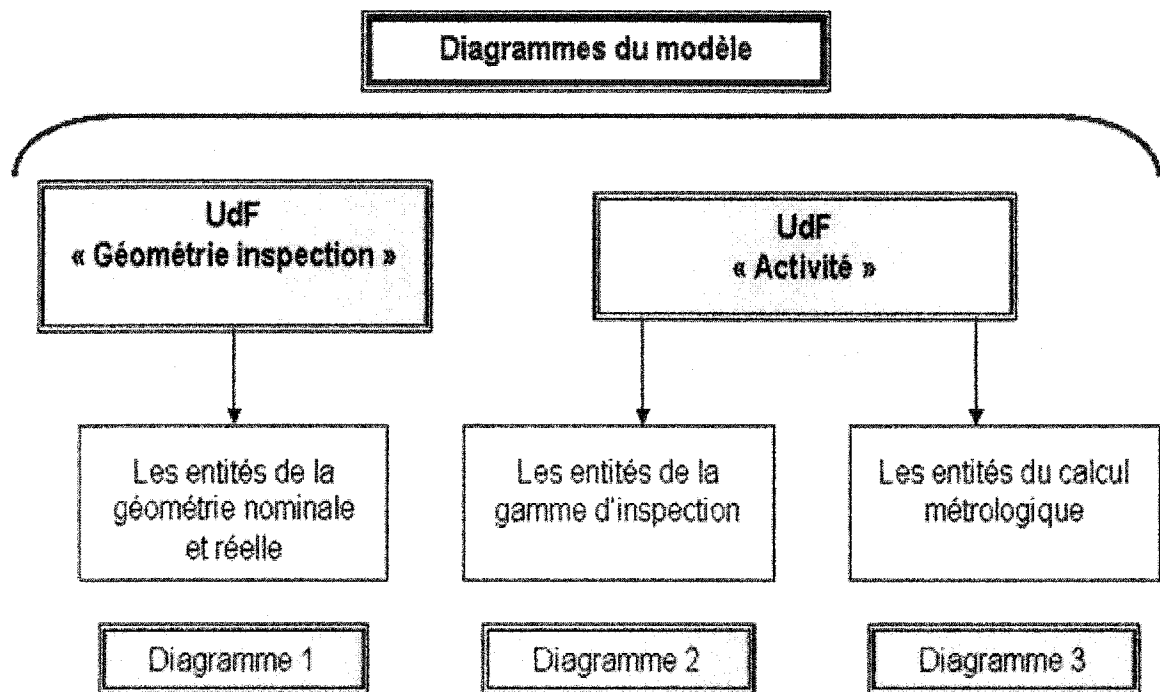 Diagrammes du modèle
UdF
« Géométrie inspection »
UdF
« Activité »
Les entités de la
géométrie nominale
et réelle
Les entités de la
gamme d'inspection
Les entités du calcul
métrologique
Diagramme 1
Diagramme 2
Diagramme 3